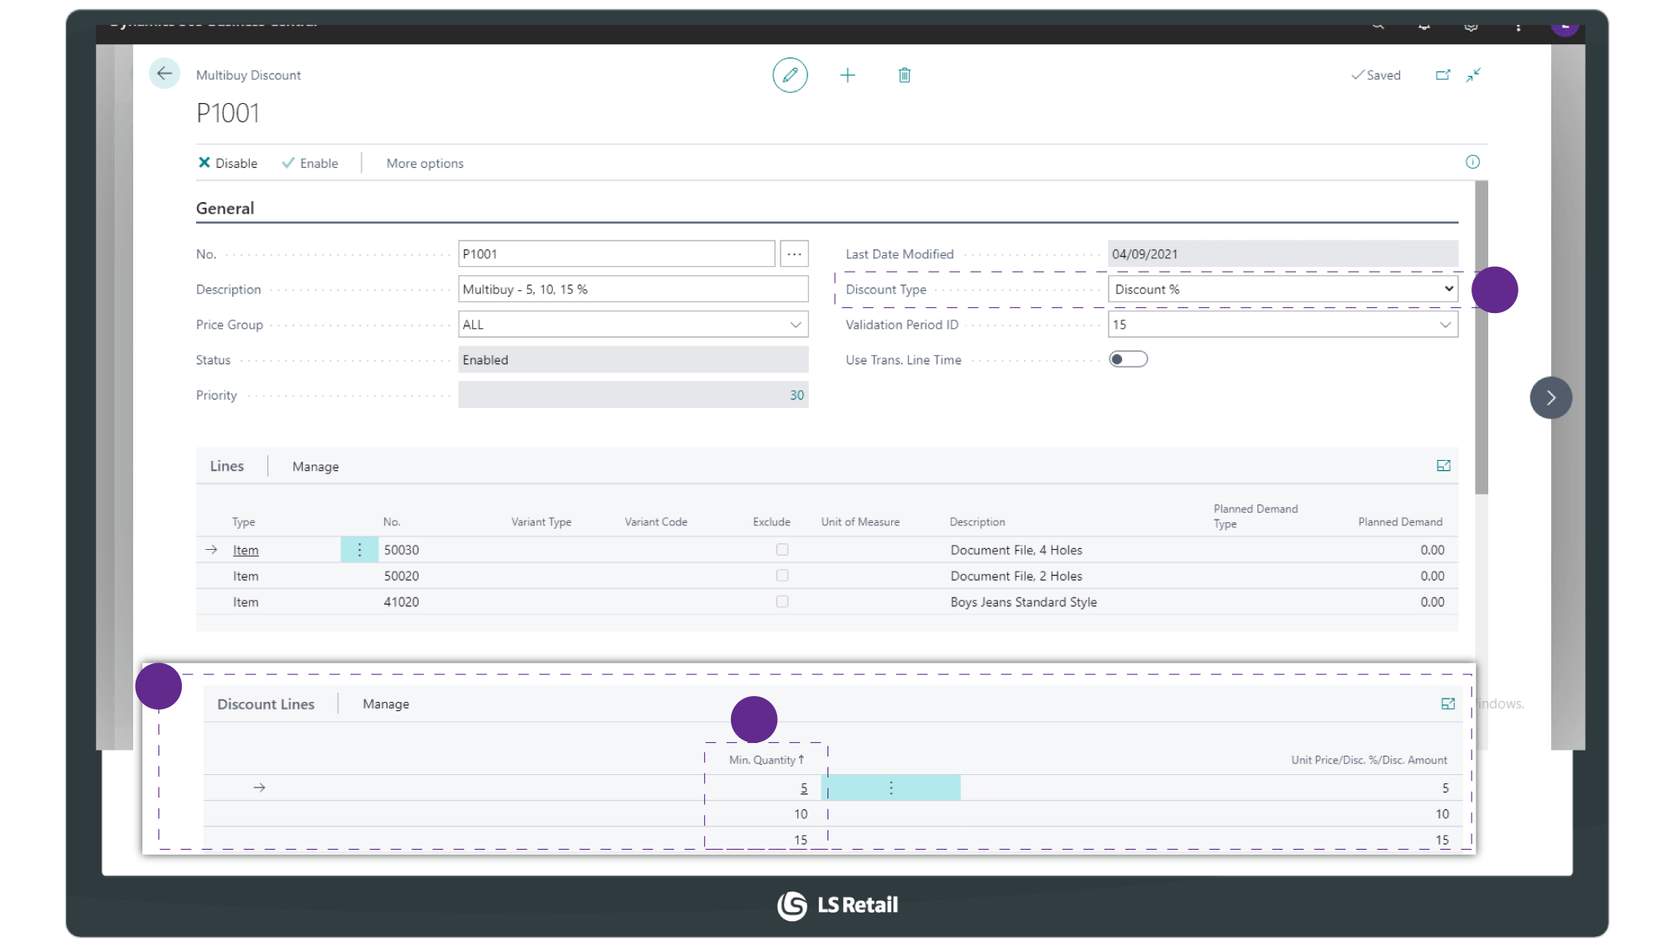 Multibuy Discount
Saved
P1001
Disable Enable More options
General
No. P1001 Last Date Modified 04/09/2021
Description Multibuy - 5, 10, 15 % Discount Type Discount %
Price Group ALL Validation Period ID 15
Status Enabled Use Trans. Line Time
Priority 30
Lines Manage
Type No. Variant Type Variant Code Exclude Unit of Measure Description Planned Demand Type Planned Demand
Item 50030 Document File, 4 Holes 0.00
Item 50020 Document File, 2 Holes 0.00
Item 41020 Boys Jeans Standard Style 0.00
Discount Lines Manage
indows.
Min. Quantity ↑ Unit Price/Disc. %/Disc. Amount
5 5
10 10
15 15
LS Retail